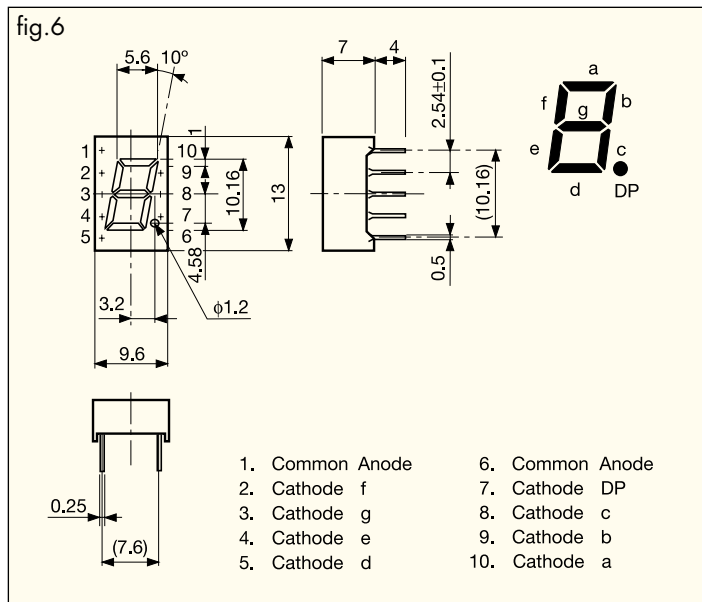 fig.6
5.6 10°
1
1 10
2 9
3 8
4 7
5 6
10.16
13
4.58
3.2
φ1.2
9.6
7 4
2.54±0.1
(10.16)
0.5
a
f b
g
e c
d DP
0.25
(7.6)
1. Common Anode
2. Cathode f
3. Cathode g
4. Cathode e
5. Cathode d
6. Common Anode
7. Cathode DP
8. Cathode c
9. Cathode b
10. Cathode a